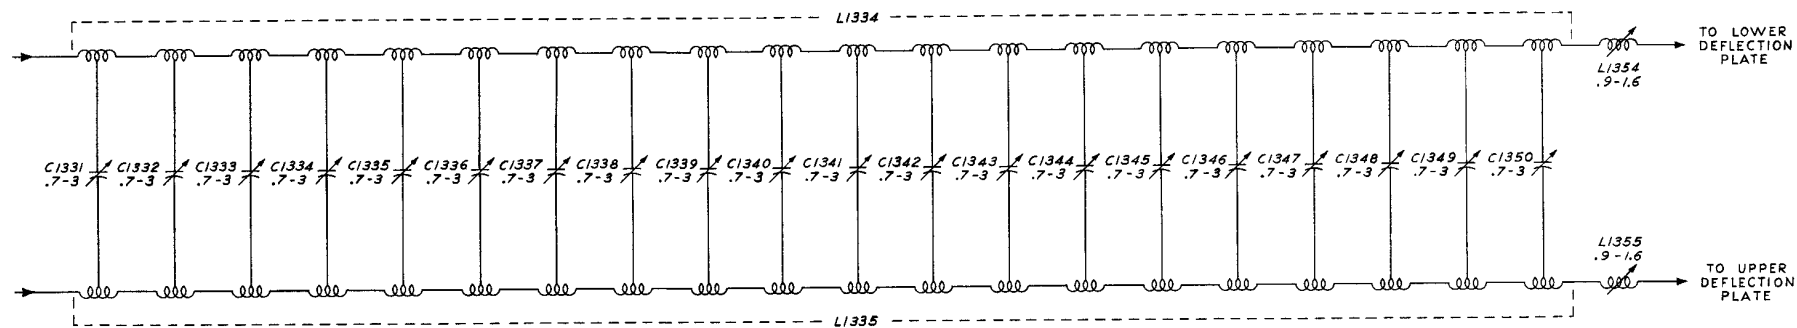 L1334
TO LOWER
DEFLECTION
PLATE
L1354
.9-1.6
C1331
.7-3
C1332
.7-3
C1333
.7-3
C1334
.7-3
C1335
.7-3
C1336
.7-3
C1337
.7-3
C1338
.7-3
C1339
.7-3
C1340
.7-3
C1341
.7-3
C1342
.7-3
C1343
.7-3
C1344
.7-3
C1345
.7-3
C1346
.7-3
C1347
.7-3
C1348
.7-3
C1349
.7-3
C1350
.7-3
L1355
.9-1.6
TO UPPER
DEFLECTION
PLATE
L1335